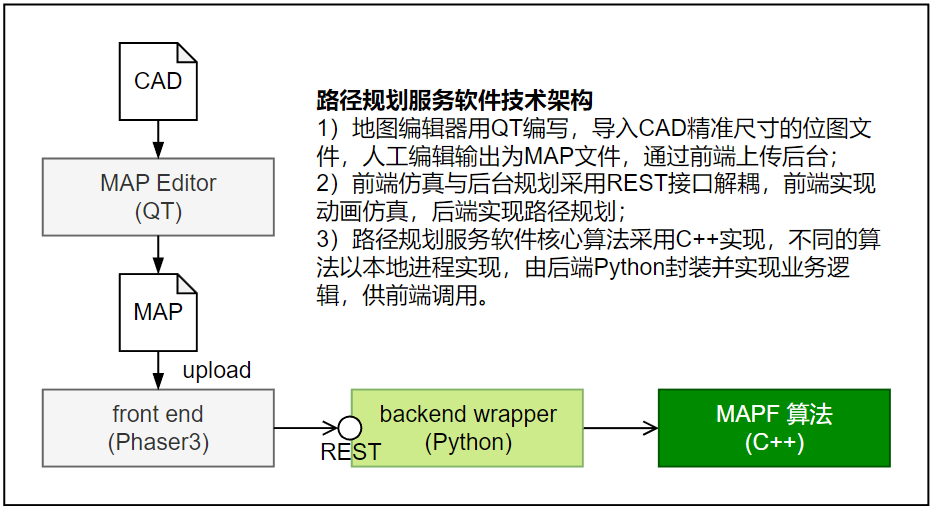 CAD
MAP Editor
(QT)
MAP
upload
front end
(Phaser3)
REST
backend wrapper
(Python)
MAPF 算法
(C++)
路径规划服务软件技术架构
1）地图编辑器用QT编写，导入CAD精准尺寸的位图文
件，人工编辑输出为MAP文件，通过前端上传后台；
2）前端仿真与后台规划采用REST接口解耦，前端实现
动画仿真，后端实现路径规划；
3）路径规划服务软件核心算法采用C++实现，不同的算
法以本地进程实现，由后端Python封装并实现业务逻
辑，供前端调用。